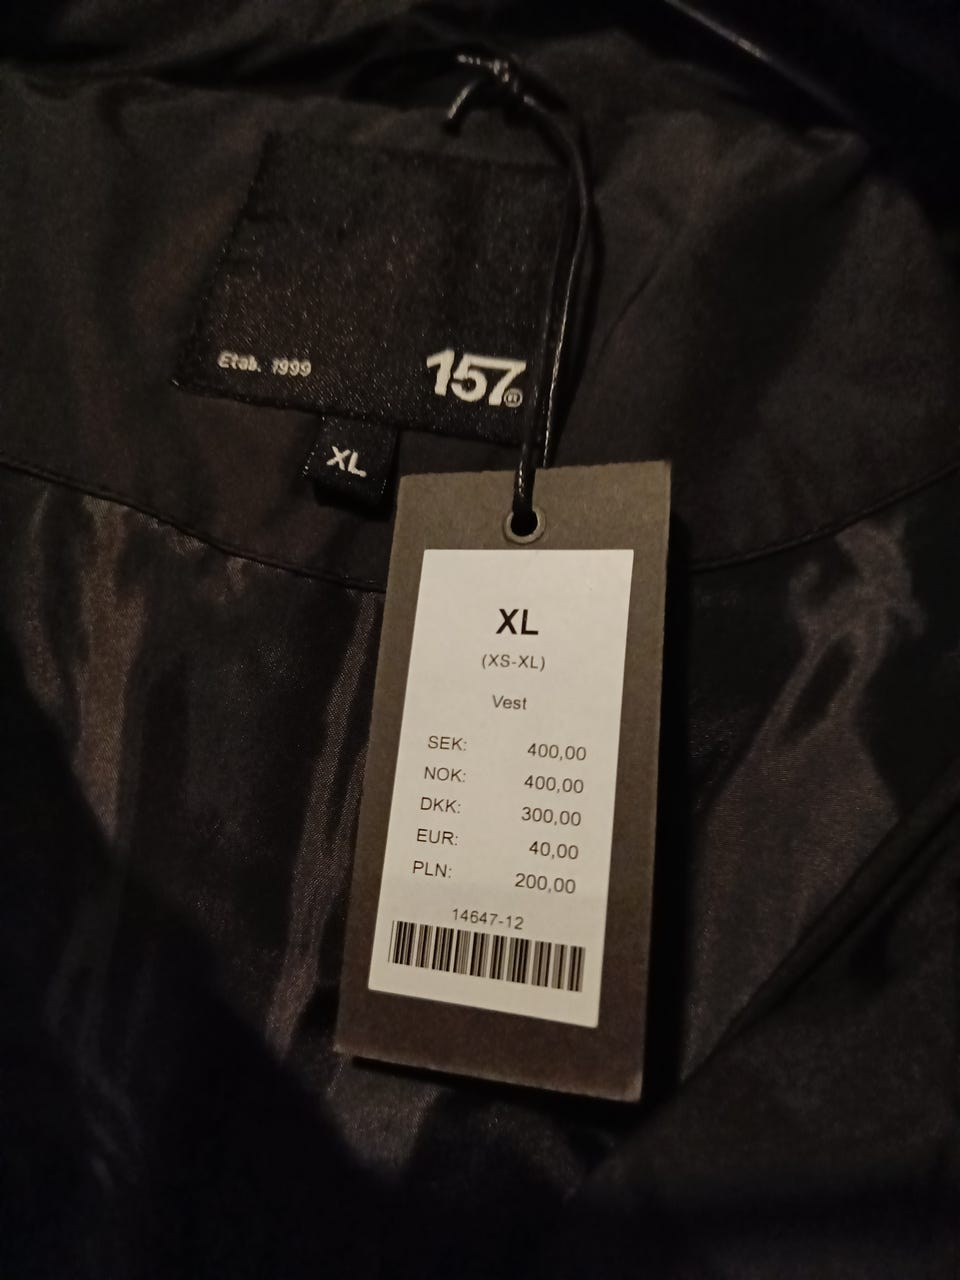 Etab. 1999
157®
XL
XL
(XS-XL)
Vest
SEK: 400,00
NOK: 400,00
DKK: 300,00
EUR: 40,00
PLN: 200,00
14647-12